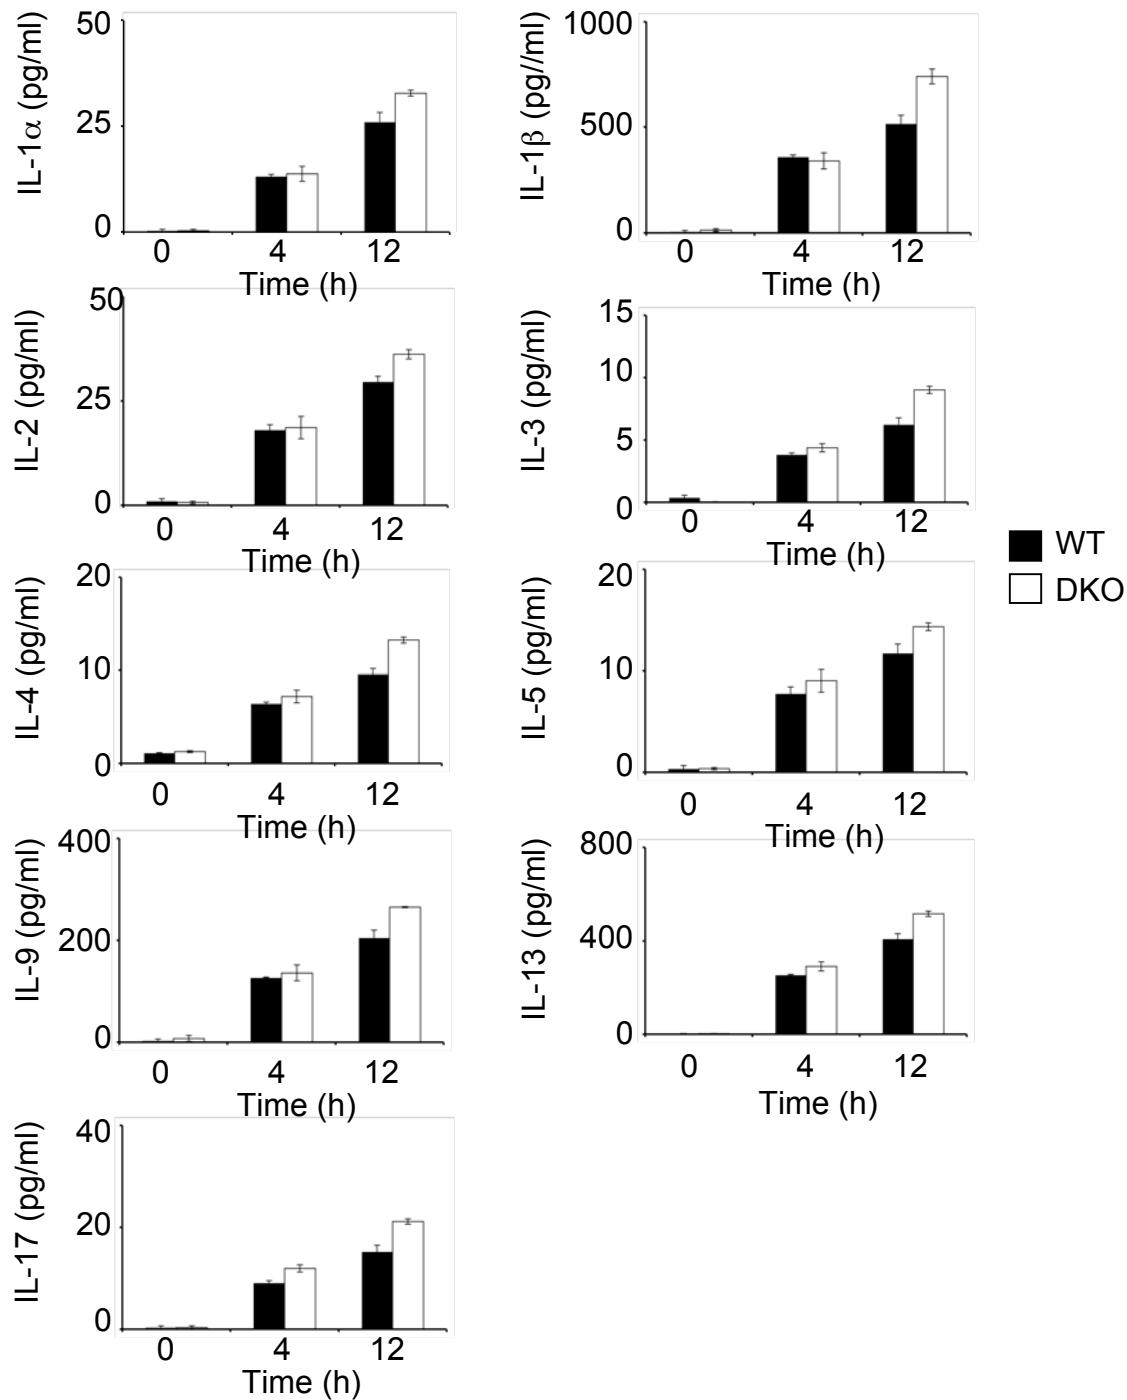 IL-1α (pg/ml)
50
25
0
0 4 12
Time (h)
IL-1β (pg//ml)
1000
500
0
0 4 12
Time (h)
IL-2 (pg/ml)
50
25
0
0 4 12
Time (h)
IL-3 (pg/ml)
15
10
5
0
0 4 12
Time (h)
WT
DKO
IL-4 (pg/ml)
20
10
0
0 4 12
Time (h)
IL-5 (pg/ml)
20
10
0
0 4 12
Time (h)
IL-9 (pg/ml)
400
200
0
0 4 12
Time (h)
IL-13 (pg/ml)
800
400
0
0 4 12
Time (h)
IL-17 (pg/ml)
40
20
0
0 4 12
Time (h)